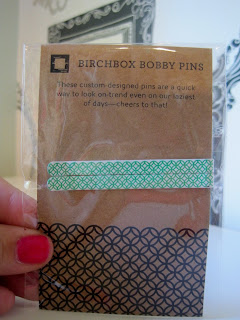 BIRCHBOX BOBBY PINS
These custom-designed pins are a quick
way to look on-trend even on our laziest
of days—cheers to that!